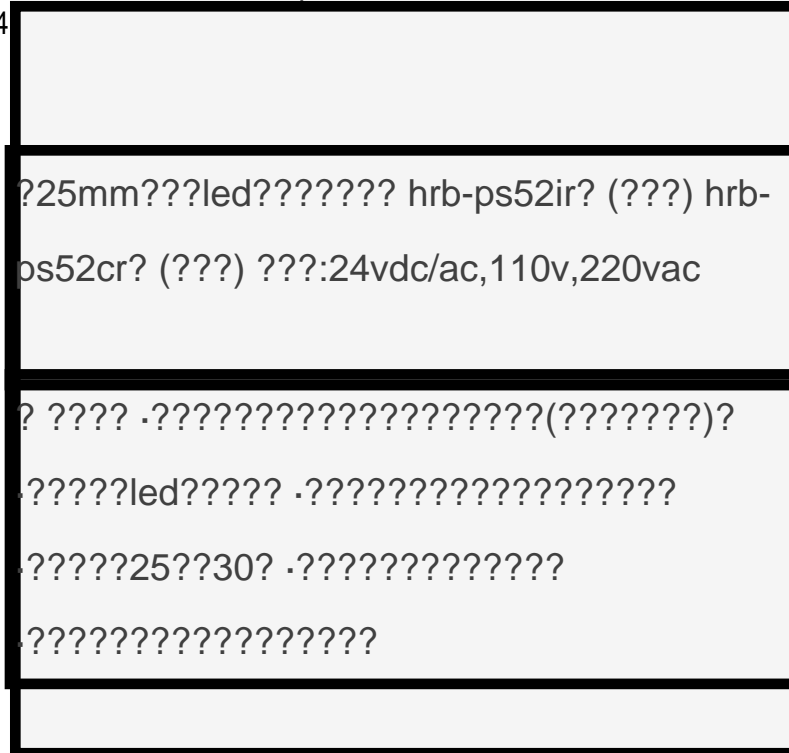 4
?25mm???led??????? hrb-ps52ir? (???) hrb-
ps52cr? (???) ???:24vdc/ac,110v,220vac
? ???? ·???????????????????(???????)?
·?????led????? ·??????????????????
·?????25??30? ·?????????????
·?????????????????